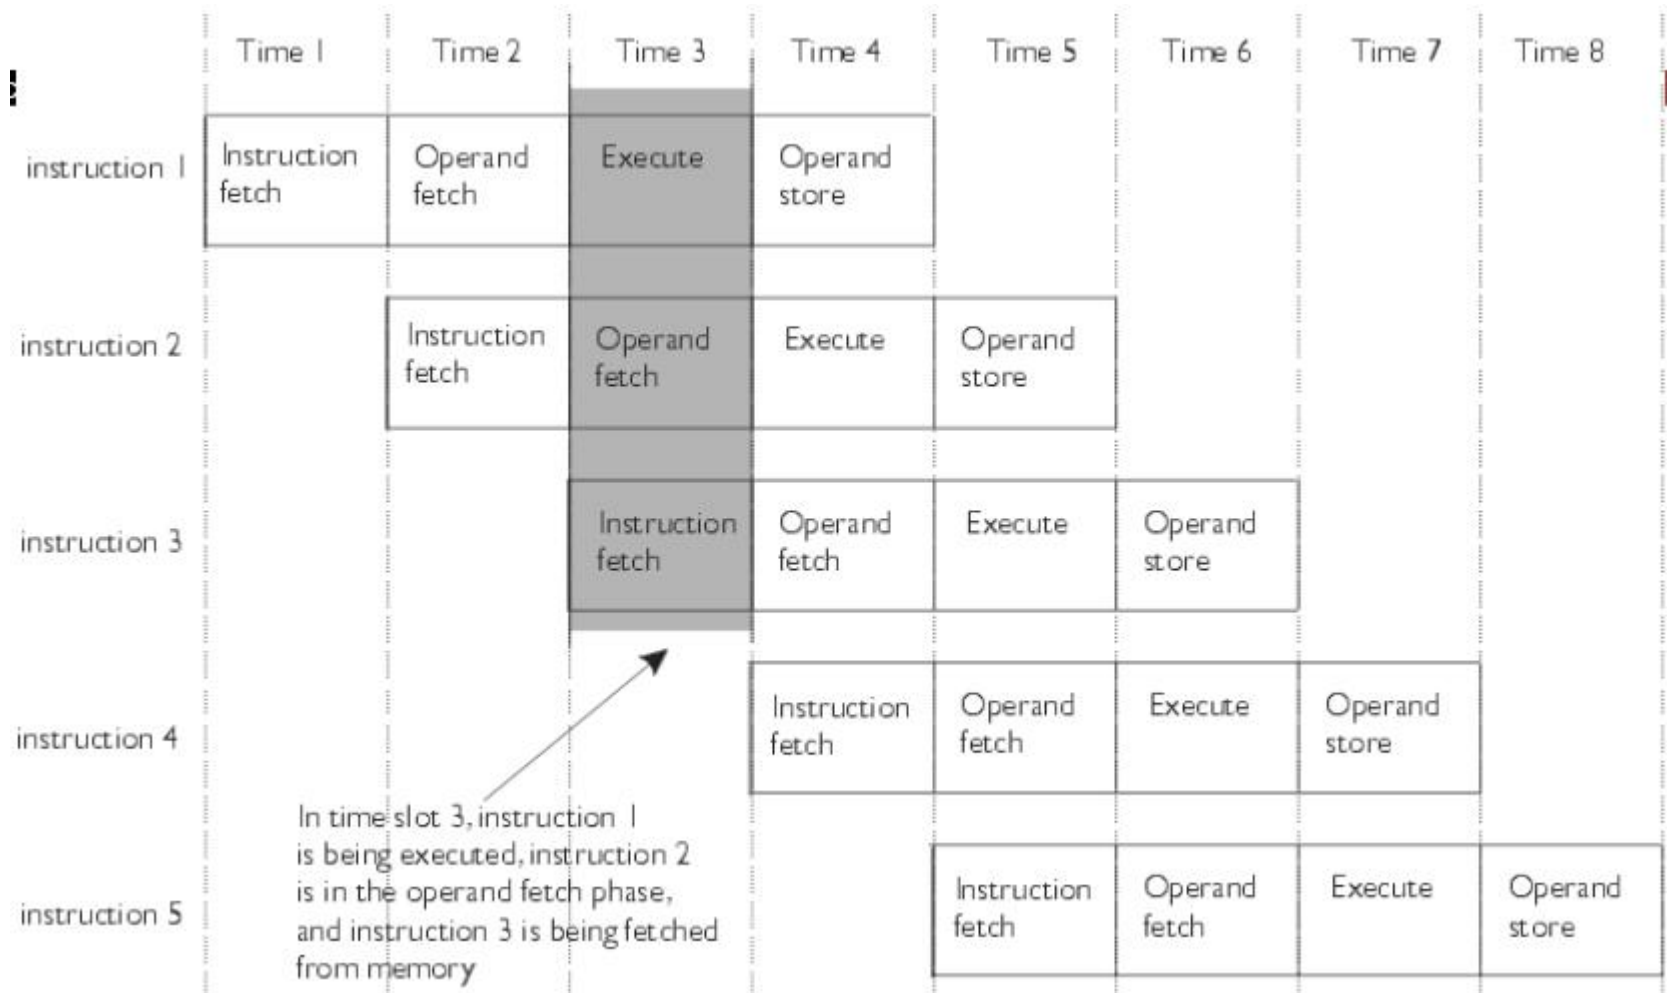 Time 1 Time 2 Time 3 Time 4 Time 5 Time 6 Time 7 Time 8
instruction 1
Instruction
fetch
Operand
fetch
Execute
Operand
store
instruction 2
Instruction
fetch
Operand
fetch
Execute
Operand
store
instruction 3
Instruction
fetch
Operand
fetch
Execute
Operand
store
instruction 4
Instruction
fetch
Operand
fetch
Execute
Operand
store
In time slot 3, instruction 1
is being executed, instruction 2
is in the operand fetch phase,
and instruction 3 is being fetched
from memory
instruction 5
Instruction
fetch
Operand
fetch
Execute
Operand
store